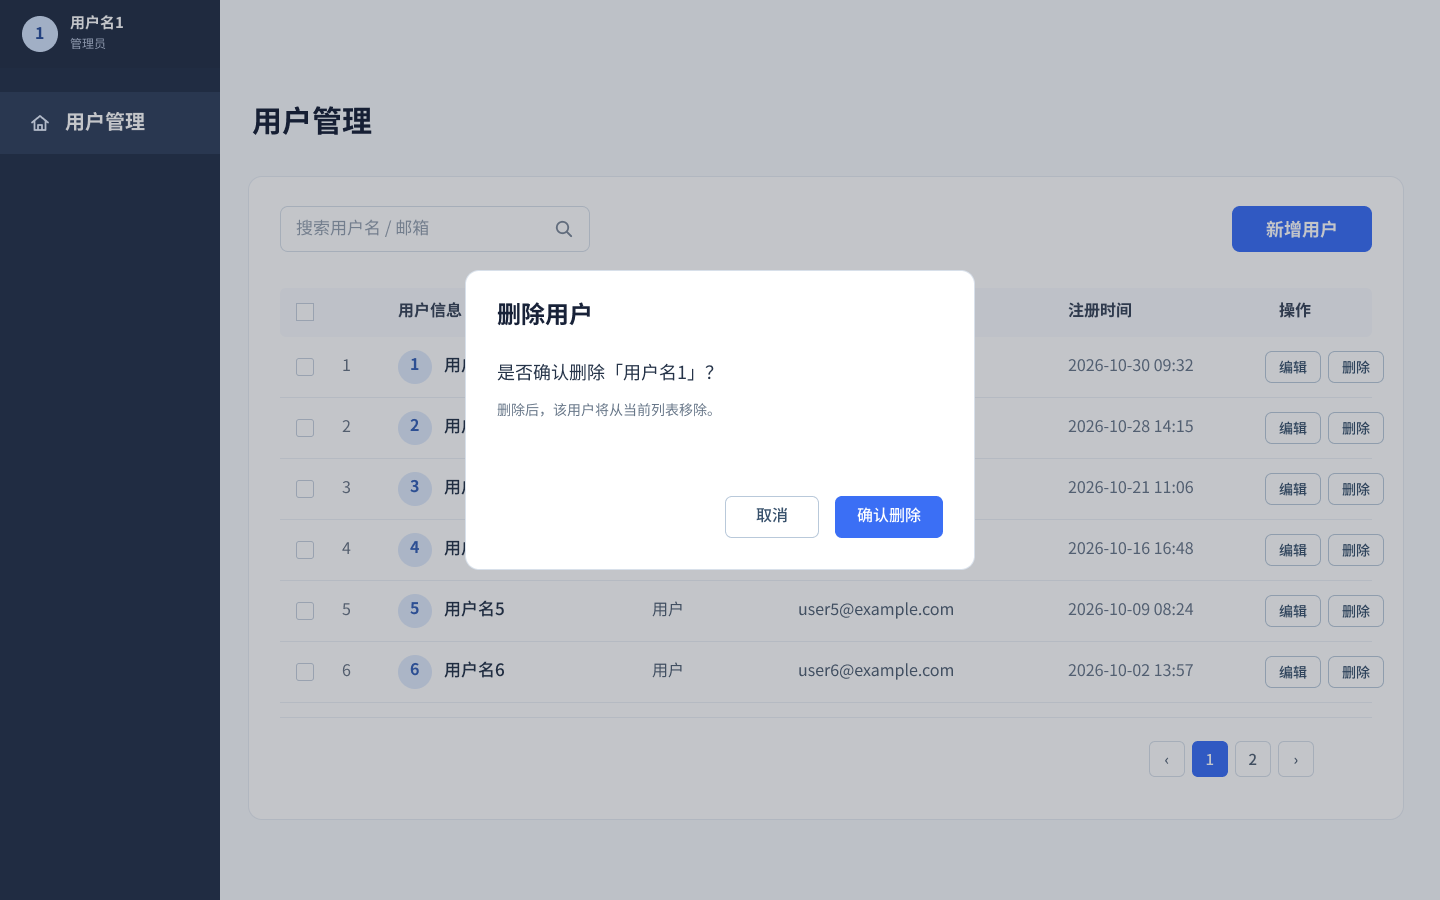 1
用户名1
管理员
用户管理
用户管理
搜索用户名 / 邮箱
新增用户
用户信息 注册时间 操作
1 1 用 2026-10-30 09:32 编辑 删除
2 2 用 2026-10-28 14:15 编辑 删除
3 3 用 2026-10-21 11:06 编辑 删除
4 4 用 2026-10-16 16:48 编辑 删除
5 5 用户名5 用户 user5@example.com 2026-10-09 08:24 编辑 删除
6 6 用户名6 用户 user6@example.com 2026-10-02 13:57 编辑 删除
‹ 1 2 ›
删除用户
是否确认删除「用户名1」？
删除后，该用户将从当前列表移除。
取消 确认删除